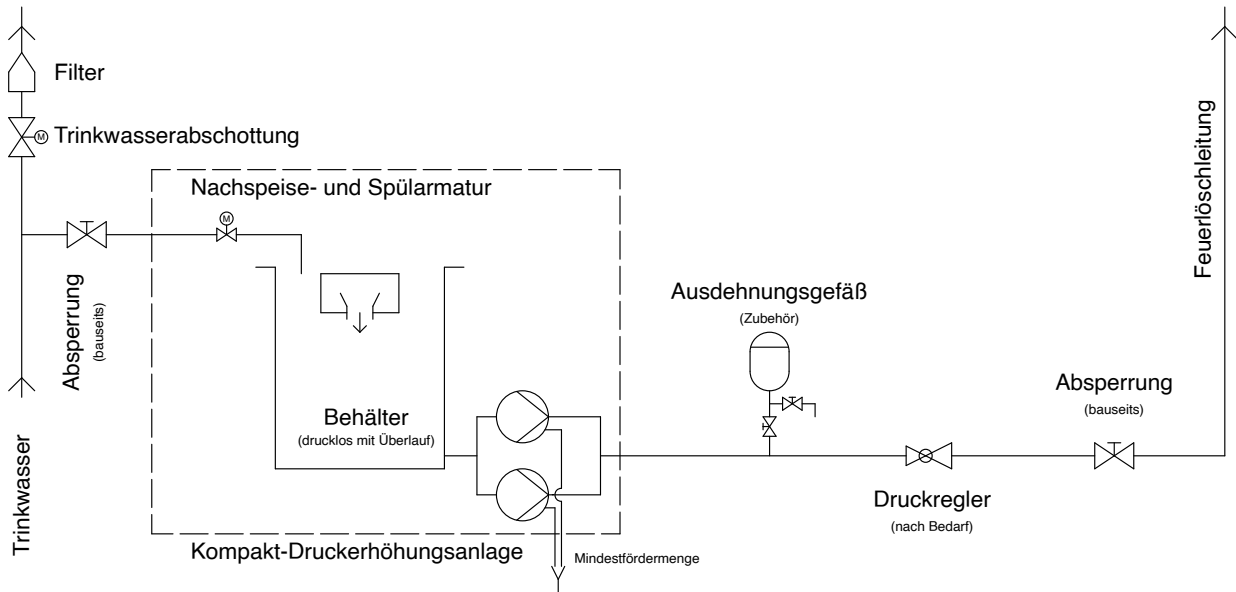 Filter
M
Trinkwasserabschottung
Nachspeise- und Spülarmatur
M
Absperrung
(bauseits)
Trinkwasser
Behälter
(drucklos mit Überlauf)
Kompakt-Druckerhöhungsanlage
Mindestfördermenge
Ausdehnungsgefäß
(Zubehör)
Druckregler
(nach Bedarf)
Absperrung
(bauseits)
Feuerlöschleitung